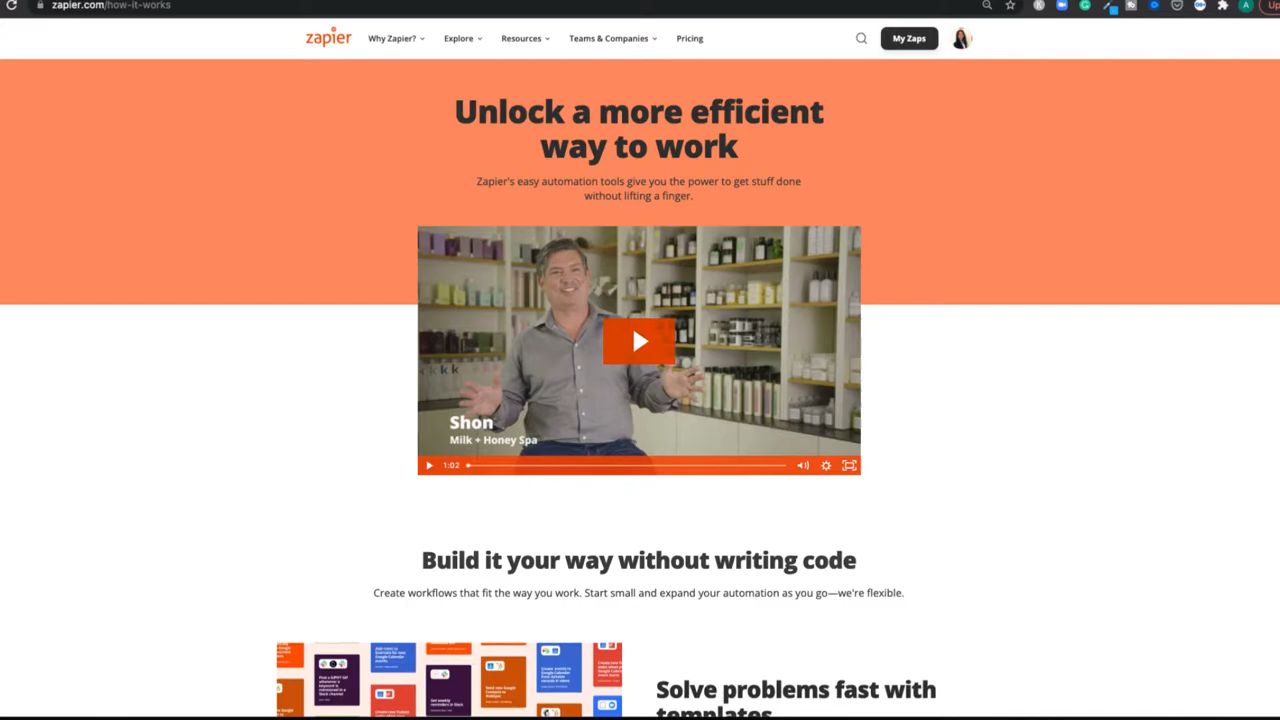 zapier.com/how-it-works
zapier
Why Zapier?
Explore
Resources
Teams & Companies
Pricing
My Zaps
A
Up
Unlock a more efficient
way to work
Zapier's easy automation tools give you the power to get stuff done
without lifting a finger.
Shon
Milk + Honey Spa
1:02
Build it your way without writing code
Create workflows that fit the way you work. Start small and expand your automation as you go—we're flexible.
Solve problems fast with
templates